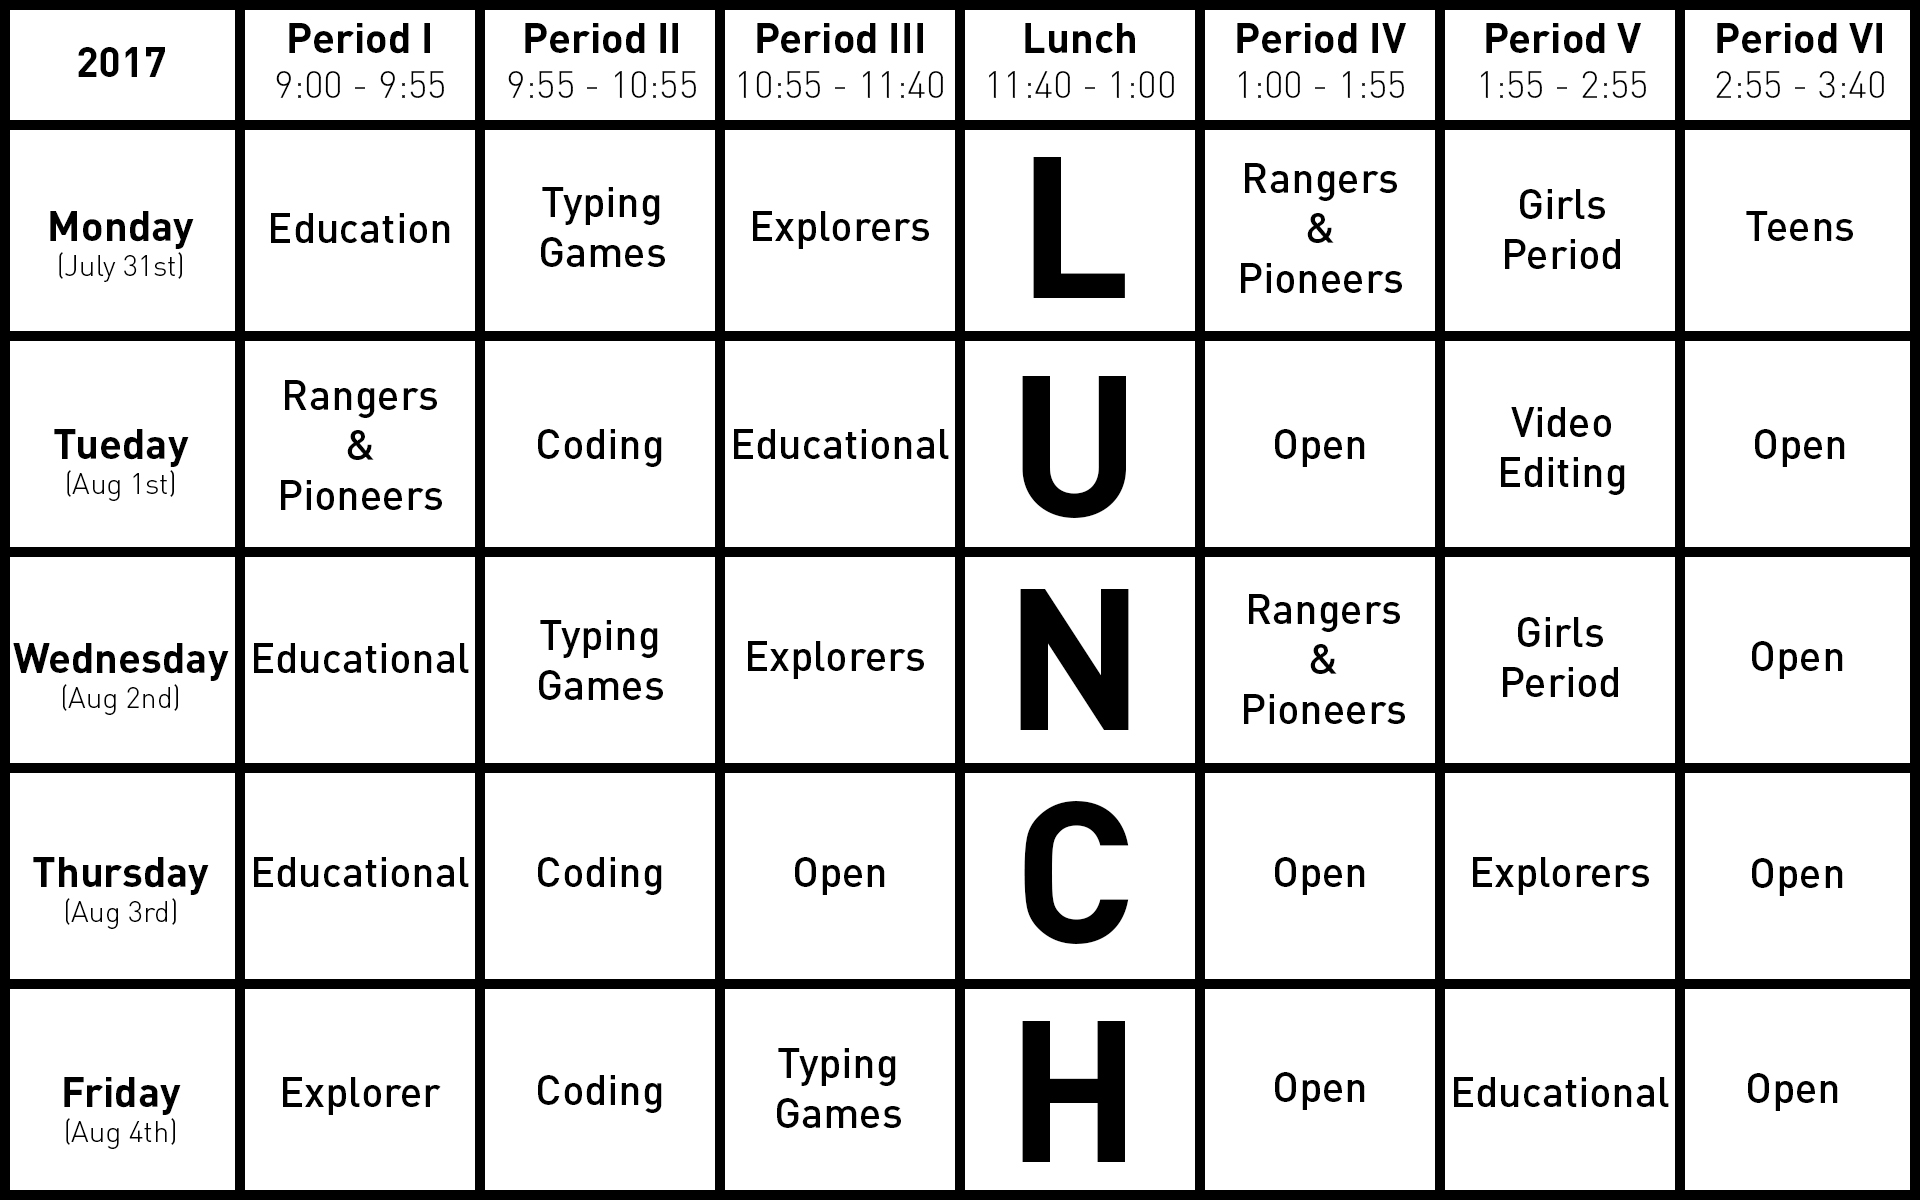 2017
Period I
9:00 - 9:55
Period II
9:55 - 10:55
Period III
10:55 - 11:40
Lunch
11:40 - 1:00
Period IV
1:00 - 1:55
Period V
1:55 - 2:55
Period VI
2:55 - 3:40
Monday
(July 31st)
Education
Typing
Games
Explorers
L
Rangers
&
Pioneers
Girls
Period
Teens
Tueday
(Aug 1st)
Rangers
&
Pioneers
Coding
Educational
U
Open
Video
Editing
Open
Wednesday
(Aug 2nd)
Educational
Typing
Games
Explorers
N
Rangers
&
Pioneers
Girls
Period
Open
Thursday
(Aug 3rd)
Educational
Coding
Open
C
Open
Explorers
Open
Friday
(Aug 4th)
Explorer
Coding
Typing
Games
H
Open
Educational
Open